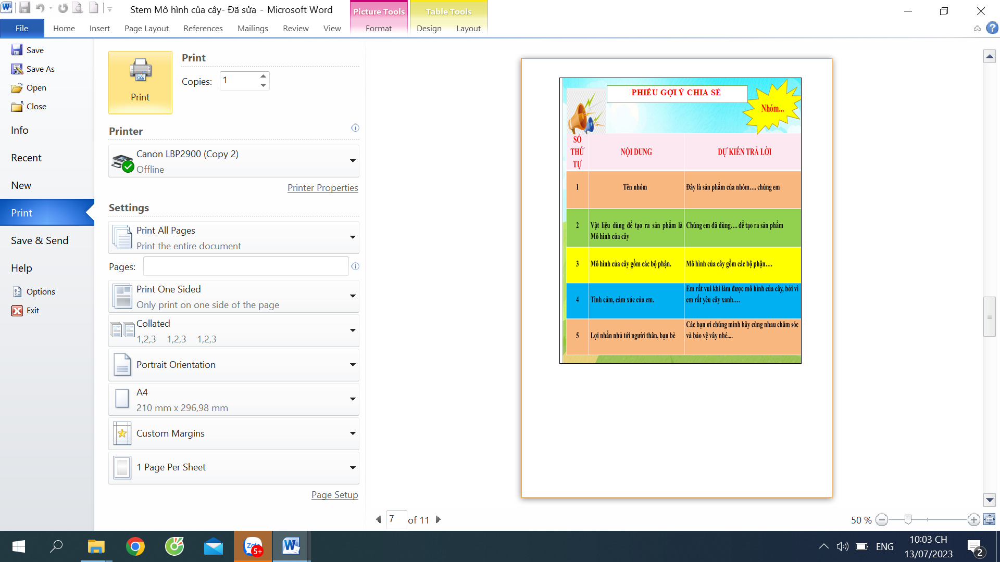 Stem Mô hình của cây- Đã sửa - Microsoft Word
Picture Tools
Table Tools
File
Home
Insert
Page Layout
References
Mailings
Review
View
Format
Design
Layout
Save
Save As
Open
Close
Info
Recent
New
Print
Save & Send
Help
Options
Exit
Print
Print
Copies:
1
Printer
Canon LBP2900 (Copy 2)
Offline
Printer Properties
Settings
Print All Pages
Print the entire document
Pages:
Print One Sided
Only print on one side of the page
Collated
1,2,3 1,2,3 1,2,3
Portrait Orientation
A4
210 mm x 296,98 mm
Custom Margins
1 Page Per Sheet
Page Setup
PHIẾU GỢI Ý CHIA SẺ
Nhóm...
SỐ
THỨ
TỰ
NỘI DUNG
DỰ KIẾN TRẢ LỜI
1
Tên nhóm
Đây là sản phẩm của nhóm.... chúng em
2
Vật liệu dùng để tạo ra sản phẩm là
Mô hình của cây
Chúng em đã dùng.... để tạo ra sản phẩm
3
Mô hình của cây gồm các bộ phận.
Mô hình của cây gồm các bộ phận....
4
Tình cảm, cảm xúc của em.
Em rất vui khi làm được mô hình của cây, bởi vì
em rất yêu cây xanh....
5
Lợi nhắn nhủ tới người thân, bạn bè
Các bạn ơi chúng mình hãy cùng nhau chăm sóc
và bảo vệ vây nhé....
7 of 11
50 %
Zalo
5+
ENG
10:03 CH
13/07/2023
2